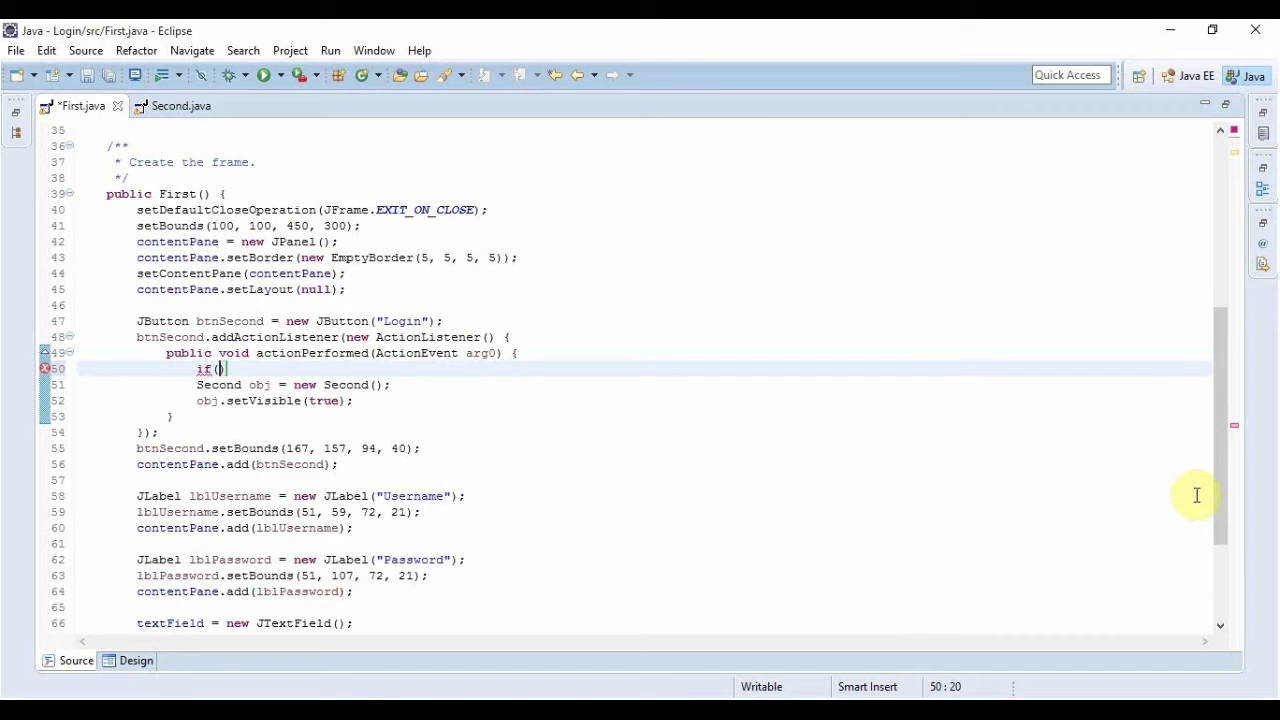 Java - Login/src/First.java - Eclipse
File Edit Source Refactor Navigate Search Project Run Window Help
Quick Access Java EE Java
*First.java Second.java
35
36 /**
37 * Create the frame.
38 */
39 public First() {
40 setDefaultCloseOperation(JFrame.EXIT_ON_CLOSE);
41 setBounds(100, 100, 450, 300);
42 contentPane = new JPanel();
43 contentPane.setBorder(new EmptyBorder(5, 5, 5, 5));
44 setContentPane(contentPane);
45 contentPane.setLayout(null);
46
47 JButton btnSecond = new JButton("Login");
48 btnSecond.addActionListener(new ActionListener() {
49 public void actionPerformed(ActionEvent arg0) {
50 if()
51 Second obj = new Second();
52 obj.setVisible(true);
53 }
54 });
55 btnSecond.setBounds(167, 157, 94, 40);
56 contentPane.add(btnSecond);
57
58 JLabel lblUsername = new JLabel("Username");
59 lblUsername.setBounds(51, 59, 72, 21);
60 contentPane.add(lblUsername);
61
62 JLabel lblPassword = new JLabel("Password");
63 lblPassword.setBounds(51, 107, 72, 21);
64 contentPane.add(lblPassword);
65
66 textField = new JTextField();
Source Design
Writable Smart Insert 50 : 20